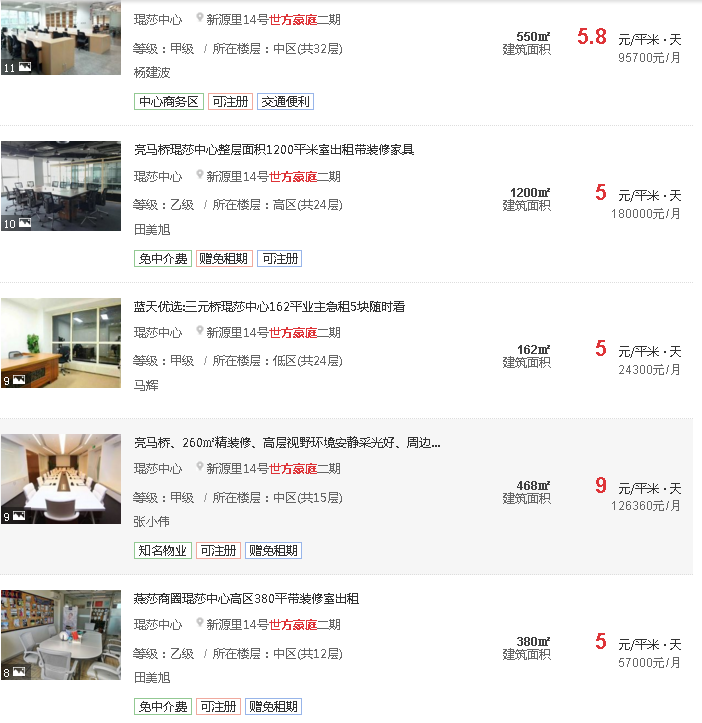 琨莎中心 新源里14号世方豪庭二期
等级：甲级 / 所在楼层：中区(共32层)
杨建波
中心商务区 可注册 交通便利
550㎡
建筑面积
5.8 元/平米·天
95700元/月
11
亮马桥琨莎中心整层面积1200平米室出租带装修家具
琨莎中心 新源里14号世方豪庭二期
等级：乙级 / 所在楼层：高区(共24层)
田美旭
免中介费 赠免租期 可注册
1200㎡
建筑面积
5 元/平米·天
180000元/月
10
蓝天优选:三元桥琨莎中心162平业主急租5块随时看
琨莎中心 新源里14号世方豪庭二期
等级：甲级 / 所在楼层：低区(共24层)
马辉
162㎡
建筑面积
5 元/平米·天
24300元/月
9
亮马桥、260㎡精装修、高层视野环境安静采光好、周边...
琨莎中心 新源里14号世方豪庭二期
等级：甲级 / 所在楼层：中区(共15层)
张小伟
知名物业 可注册 赠免租期
468㎡
建筑面积
9 元/平米·天
126360元/月
9
燕莎商圈琨莎中心高区380平带装修室出租
琨莎中心 新源里14号世方豪庭二期
等级：乙级 / 所在楼层：中区(共12层)
田美旭
免中介费 可注册 赠免租期
380㎡
建筑面积
5 元/平米·天
57000元/月
8